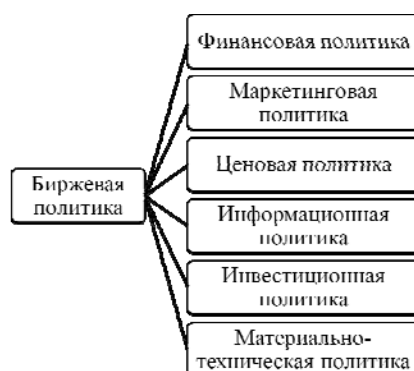 Финансовая политика
Маркетинговая
политика
Ценовая политика
Биржевая
политика
Информационная
политика
Инвестиционная
политика
Материально-
техническая политика